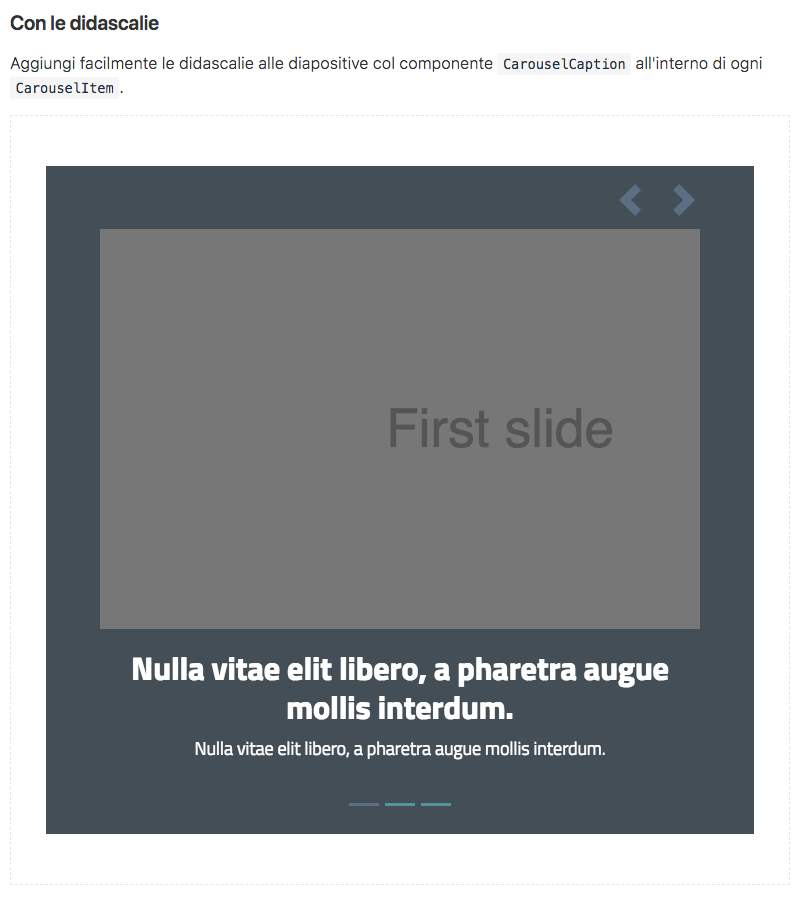 Con le didascalie
Aggiungi facilmente le didascalie alle diapositive col componente CarouselCaption all'interno di ogni
CarouselItem.
First slide
Nulla vitae elit libero, a pharetra augue
mollis interdum.
Nulla vitae elit libero, a pharetra augue mollis interdum.